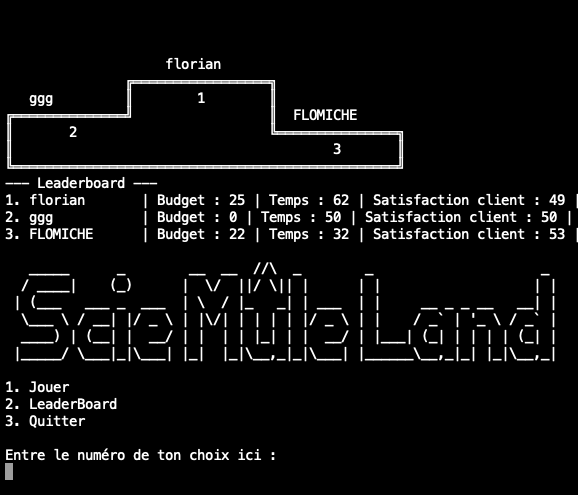 florian
ggg 1
FLOMICHE
2
3
--- Leaderboard ---
1. florian | Budget : 25 | Temps : 62 | Satisfaction client : 49 |
2. ggg | Budget : 0 | Temps : 50 | Satisfaction client : 50 |
3. FLOMICHE | Budget : 22 | Temps : 32 | Satisfaction client : 53 |
ScieMûleLand
1. Jouer
2. LeaderBoard
3. Quitter
Entre le numéro de ton choix ici :